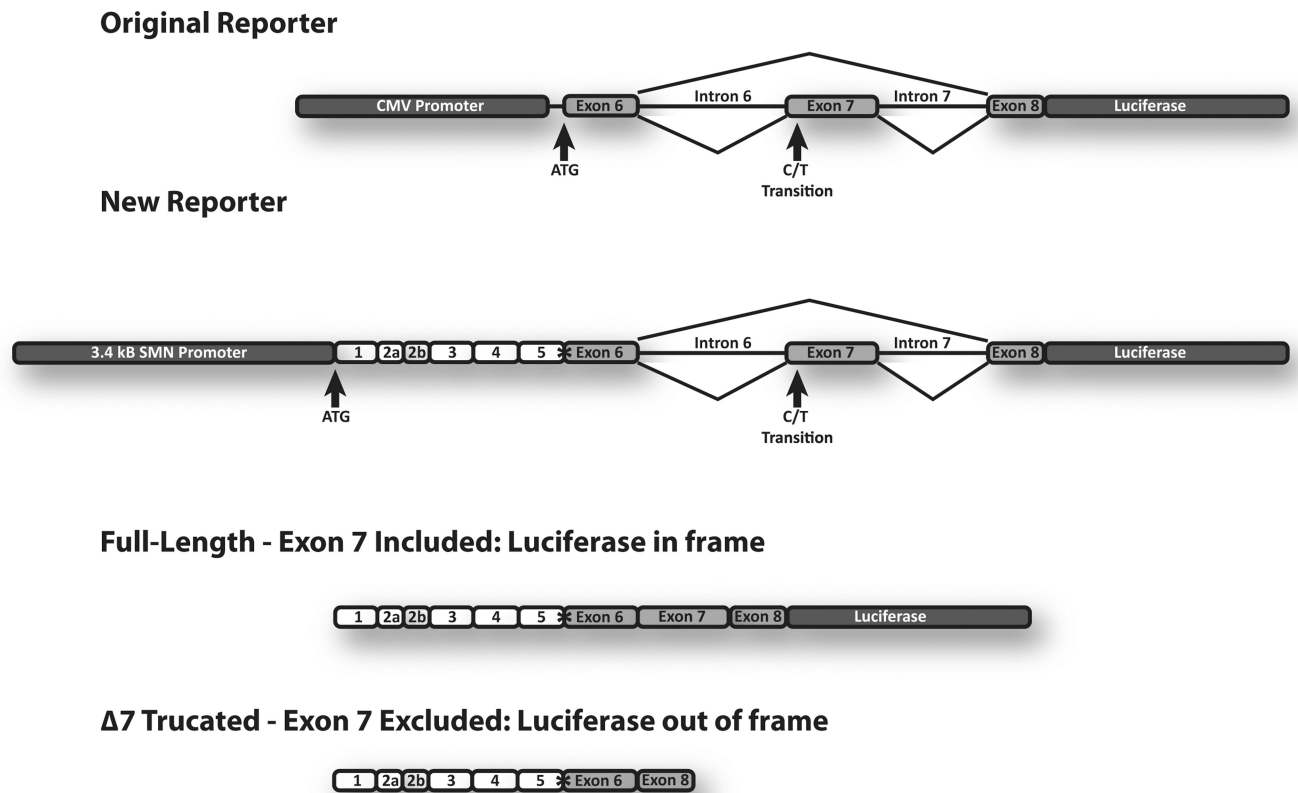 Original Reporter
CMV Promoter Exon 6 Intron 6 Exon 7 Intron 7 Exon 8 Luciferase
ATG C/T
Transition
New Reporter
3.4 kB SMN Promoter 1 2a 2b 3 4 5 * Exon 6 Intron 6 Exon 7 Intron 7 Exon 8 Luciferase
ATG C/T
Transition
Full-Length - Exon 7 Included: Luciferase in frame
1 2a 2b 3 4 5 * Exon 6 Exon 7 Exon 8 Luciferase
Δ7 Trucated - Exon 7 Excluded: Luciferase out of frame
1 2a 2b 3 4 5 * Exon 6 Exon 8